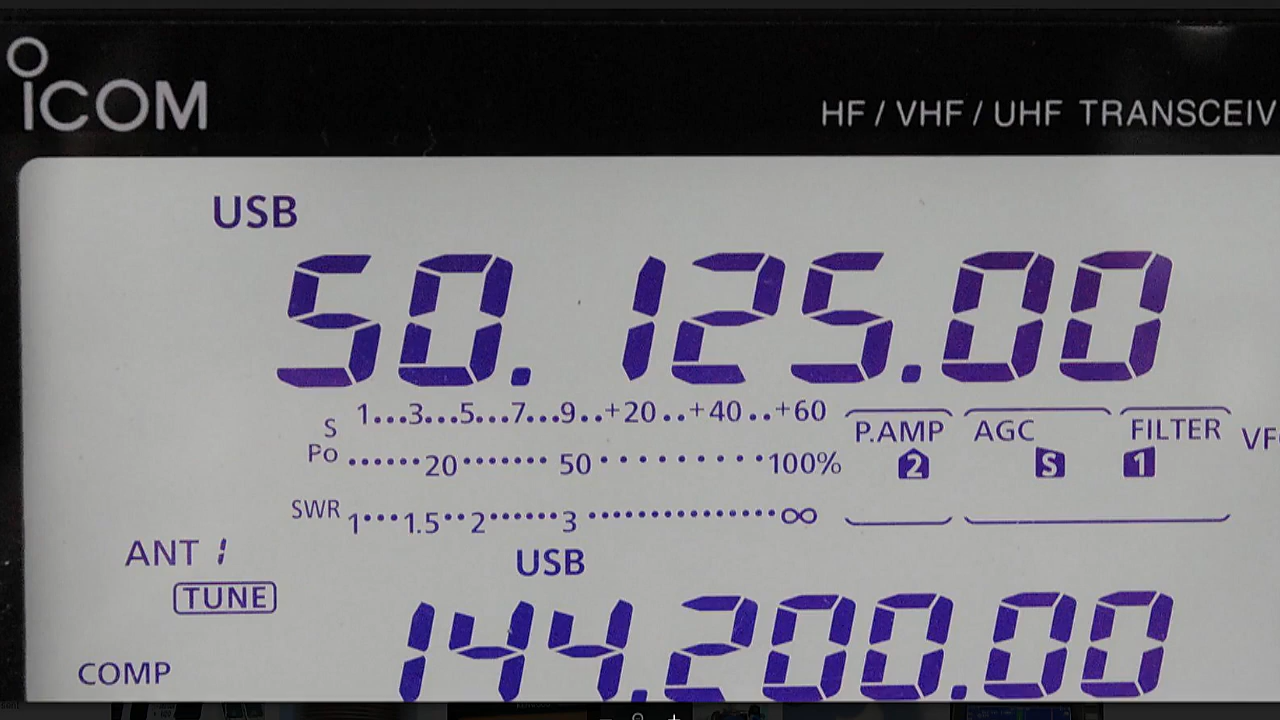 ICOM
HF / VHF / UHF TRANSCEIV
USB
50.125.00
S 1...3...5...7...9..+20..+40..+60
Po ······20······· 50 ·········100%
P.AMP AGC FILTER VF
2 S 1
SWR 1···1.5··2······3 ···············∞
ANT 1
USB
TUNE
144.200.00
COMP